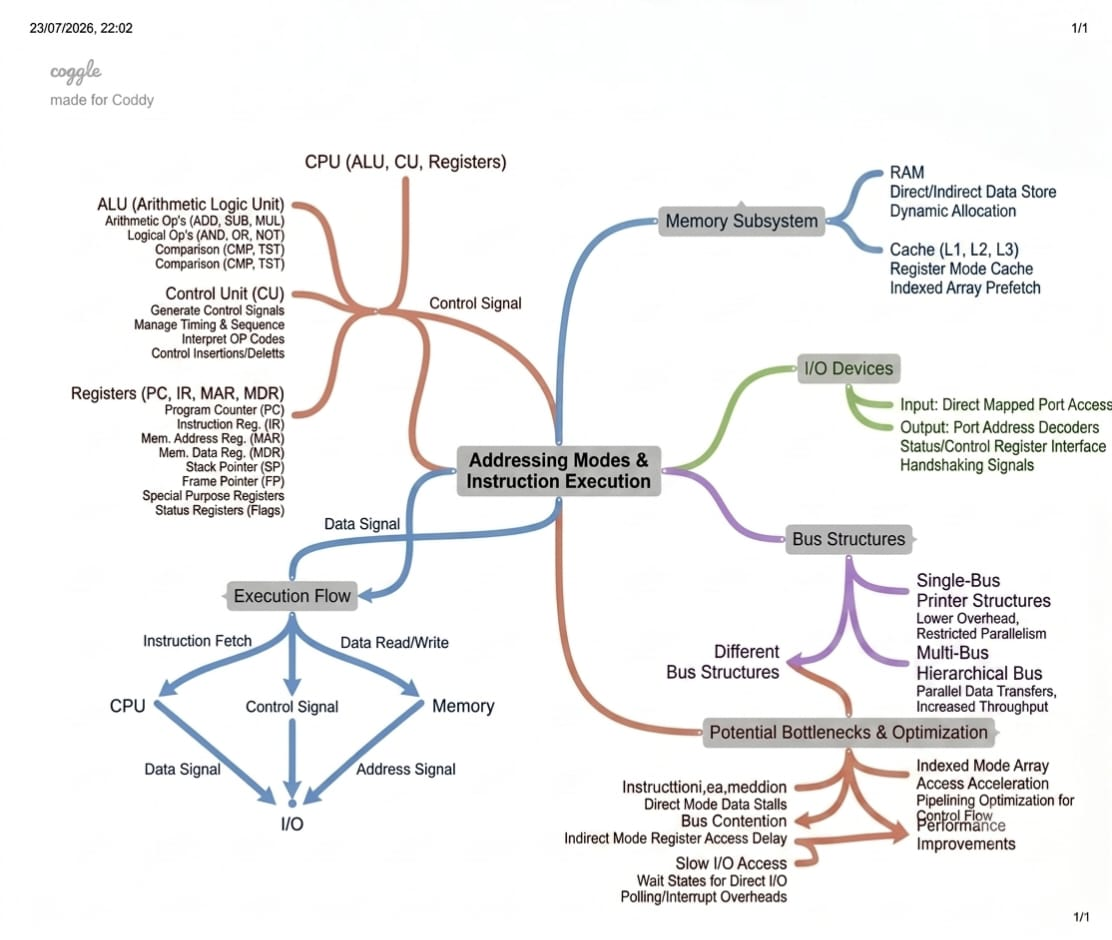 23/07/2026, 22:02
1/1
coggle
made for Coddy
CPU (ALU, CU, Registers)
ALU (Arithmetic Logic Unit)
Arithmetic Op's (ADD, SUB, MUL)
Logical Op's (AND, OR, NOT)
Comparison (CMP, TST)
Comparison (CMP, TST)
Control Unit (CU)
Generate Control Signals
Manage Timing & Sequence
Interpret OP Codes
Control Insertions/Deletts
Registers (PC, IR, MAR, MDR)
Program Counter (PC)
Instruction Reg. (IR)
Mem. Address Reg. (MAR)
Mem. Data Reg. (MDR)
Stack Pointer (SP)
Frame Pointer (FP)
Special Purpose Registers
Status Registers (Flags)
Control Signal
Memory Subsystem
RAM
Direct/Indirect Data Store
Dynamic Allocation
Cache (L1, L2, L3)
Register Mode Cache
Indexed Array Prefetch
I/O Devices
Input: Direct Mapped Port Access
Output: Port Address Decoders
Status/Control Register Interface
Handshaking Signals
Addressing Modes &
Instruction Execution
Data Signal
Execution Flow
Instruction Fetch
Data Read/Write
CPU
Control Signal
Memory
Data Signal
Address Signal
I/O
Bus Structures
Single-Bus
Printer Structures
Lower Overhead,
Restricted Parallelism
Multi-Bus
Hierarchical Bus
Parallel Data Transfers,
Increased Throughput
Different
Bus Structures
Potential Bottlenecks & Optimization
Instructtioni,ea,meddion
Direct Mode Data Stalls
Bus Contention
Indirect Mode Register Access Delay
Slow I/O Access
Wait States for Direct I/O
Polling/Interrupt Overheads
Indexed Mode Array
Access Acceleration
Pipelining Optimization for
Control Flow
Performance
Improvements
1/1